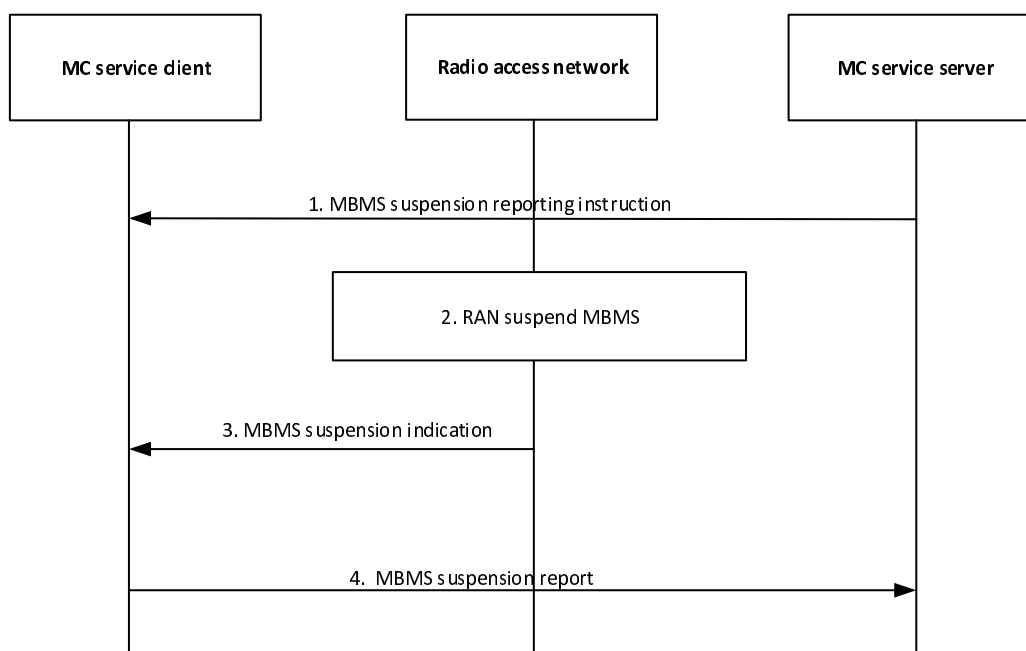 MC service client
Radio access network
MC service server
1. MBMS suspension reporting instruction
2. RAN suspend MBMS
3. MBMS suspension indication
4. MBMS suspension report